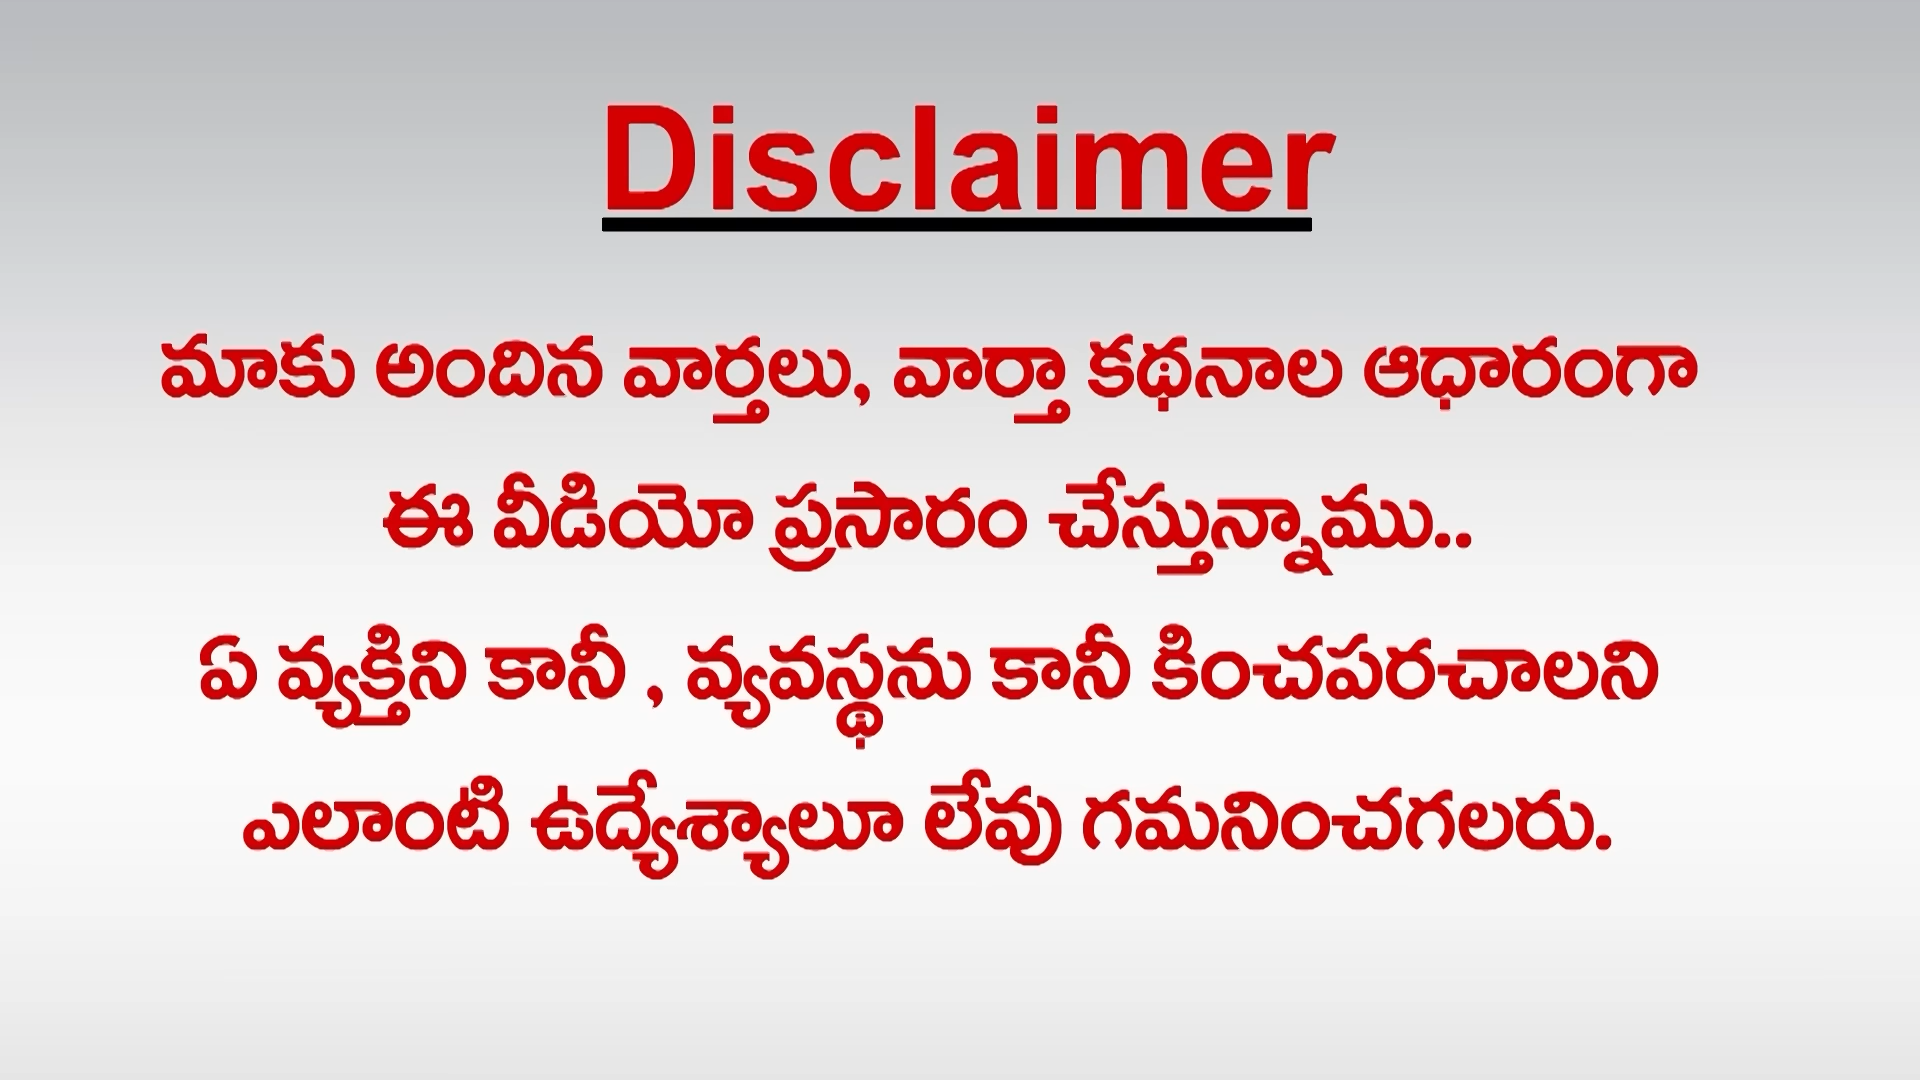 Disclaimer
మాకు అందిన వార్తలు, వార్తా కథనాల ఆధారంగా
ఈ వీడియో ప్రసారం చేస్తున్నాము..
ఏ వ్యక్తిని కానీ , వ్యవస్థను కానీ కించపరచాలని
ఎలాంటి ఉద్యేశ్యాలూ లేవు గమనించగలరు.